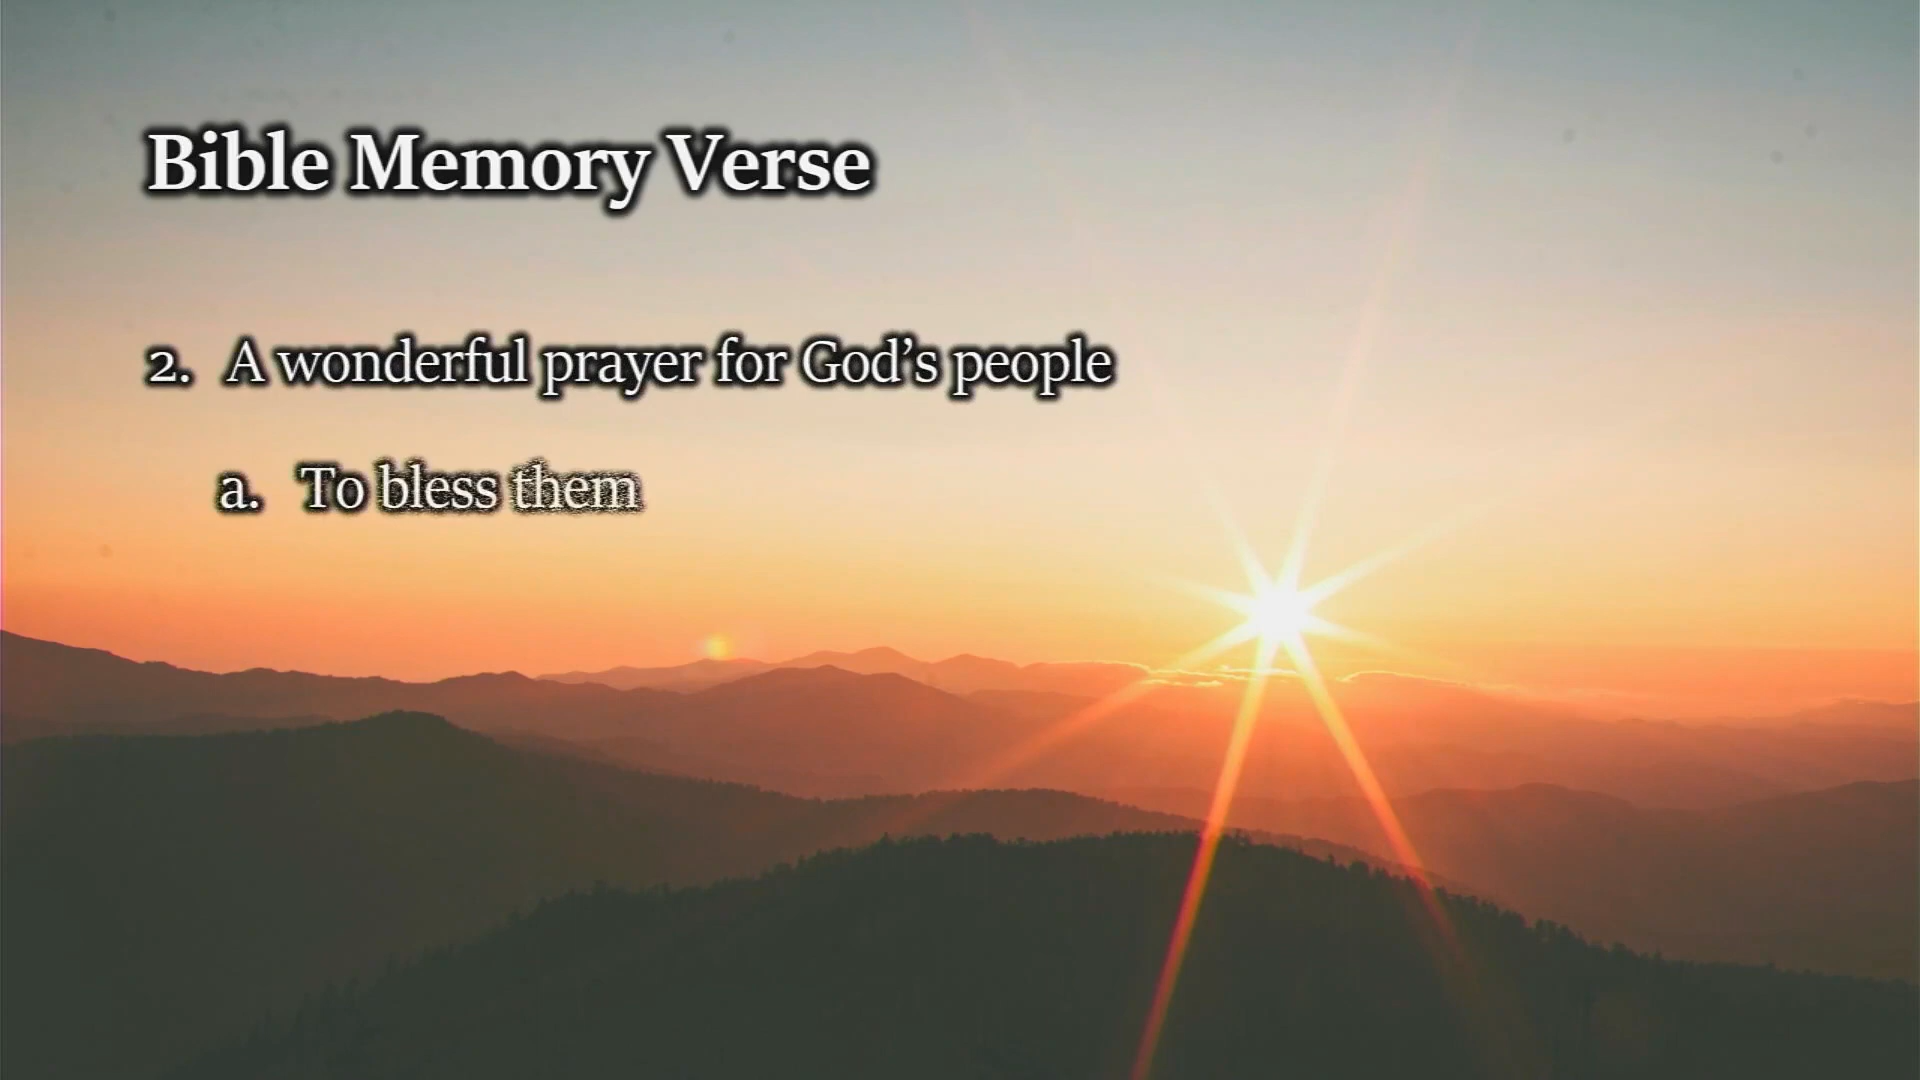 Bible Memory Verse
2. A wonderful prayer for God’s people
a. To bless them